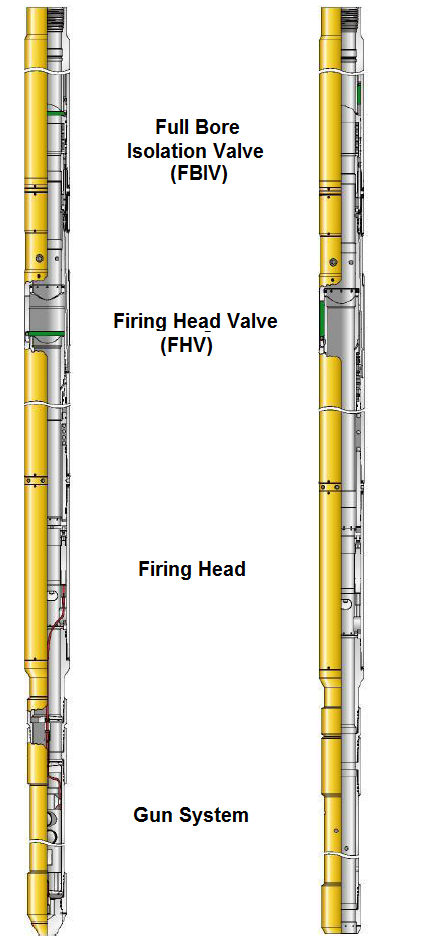 Full Bore
Isolation Valve
(FBIV)
Firing Head Valve
(FHV)
Firing Head
Gun System